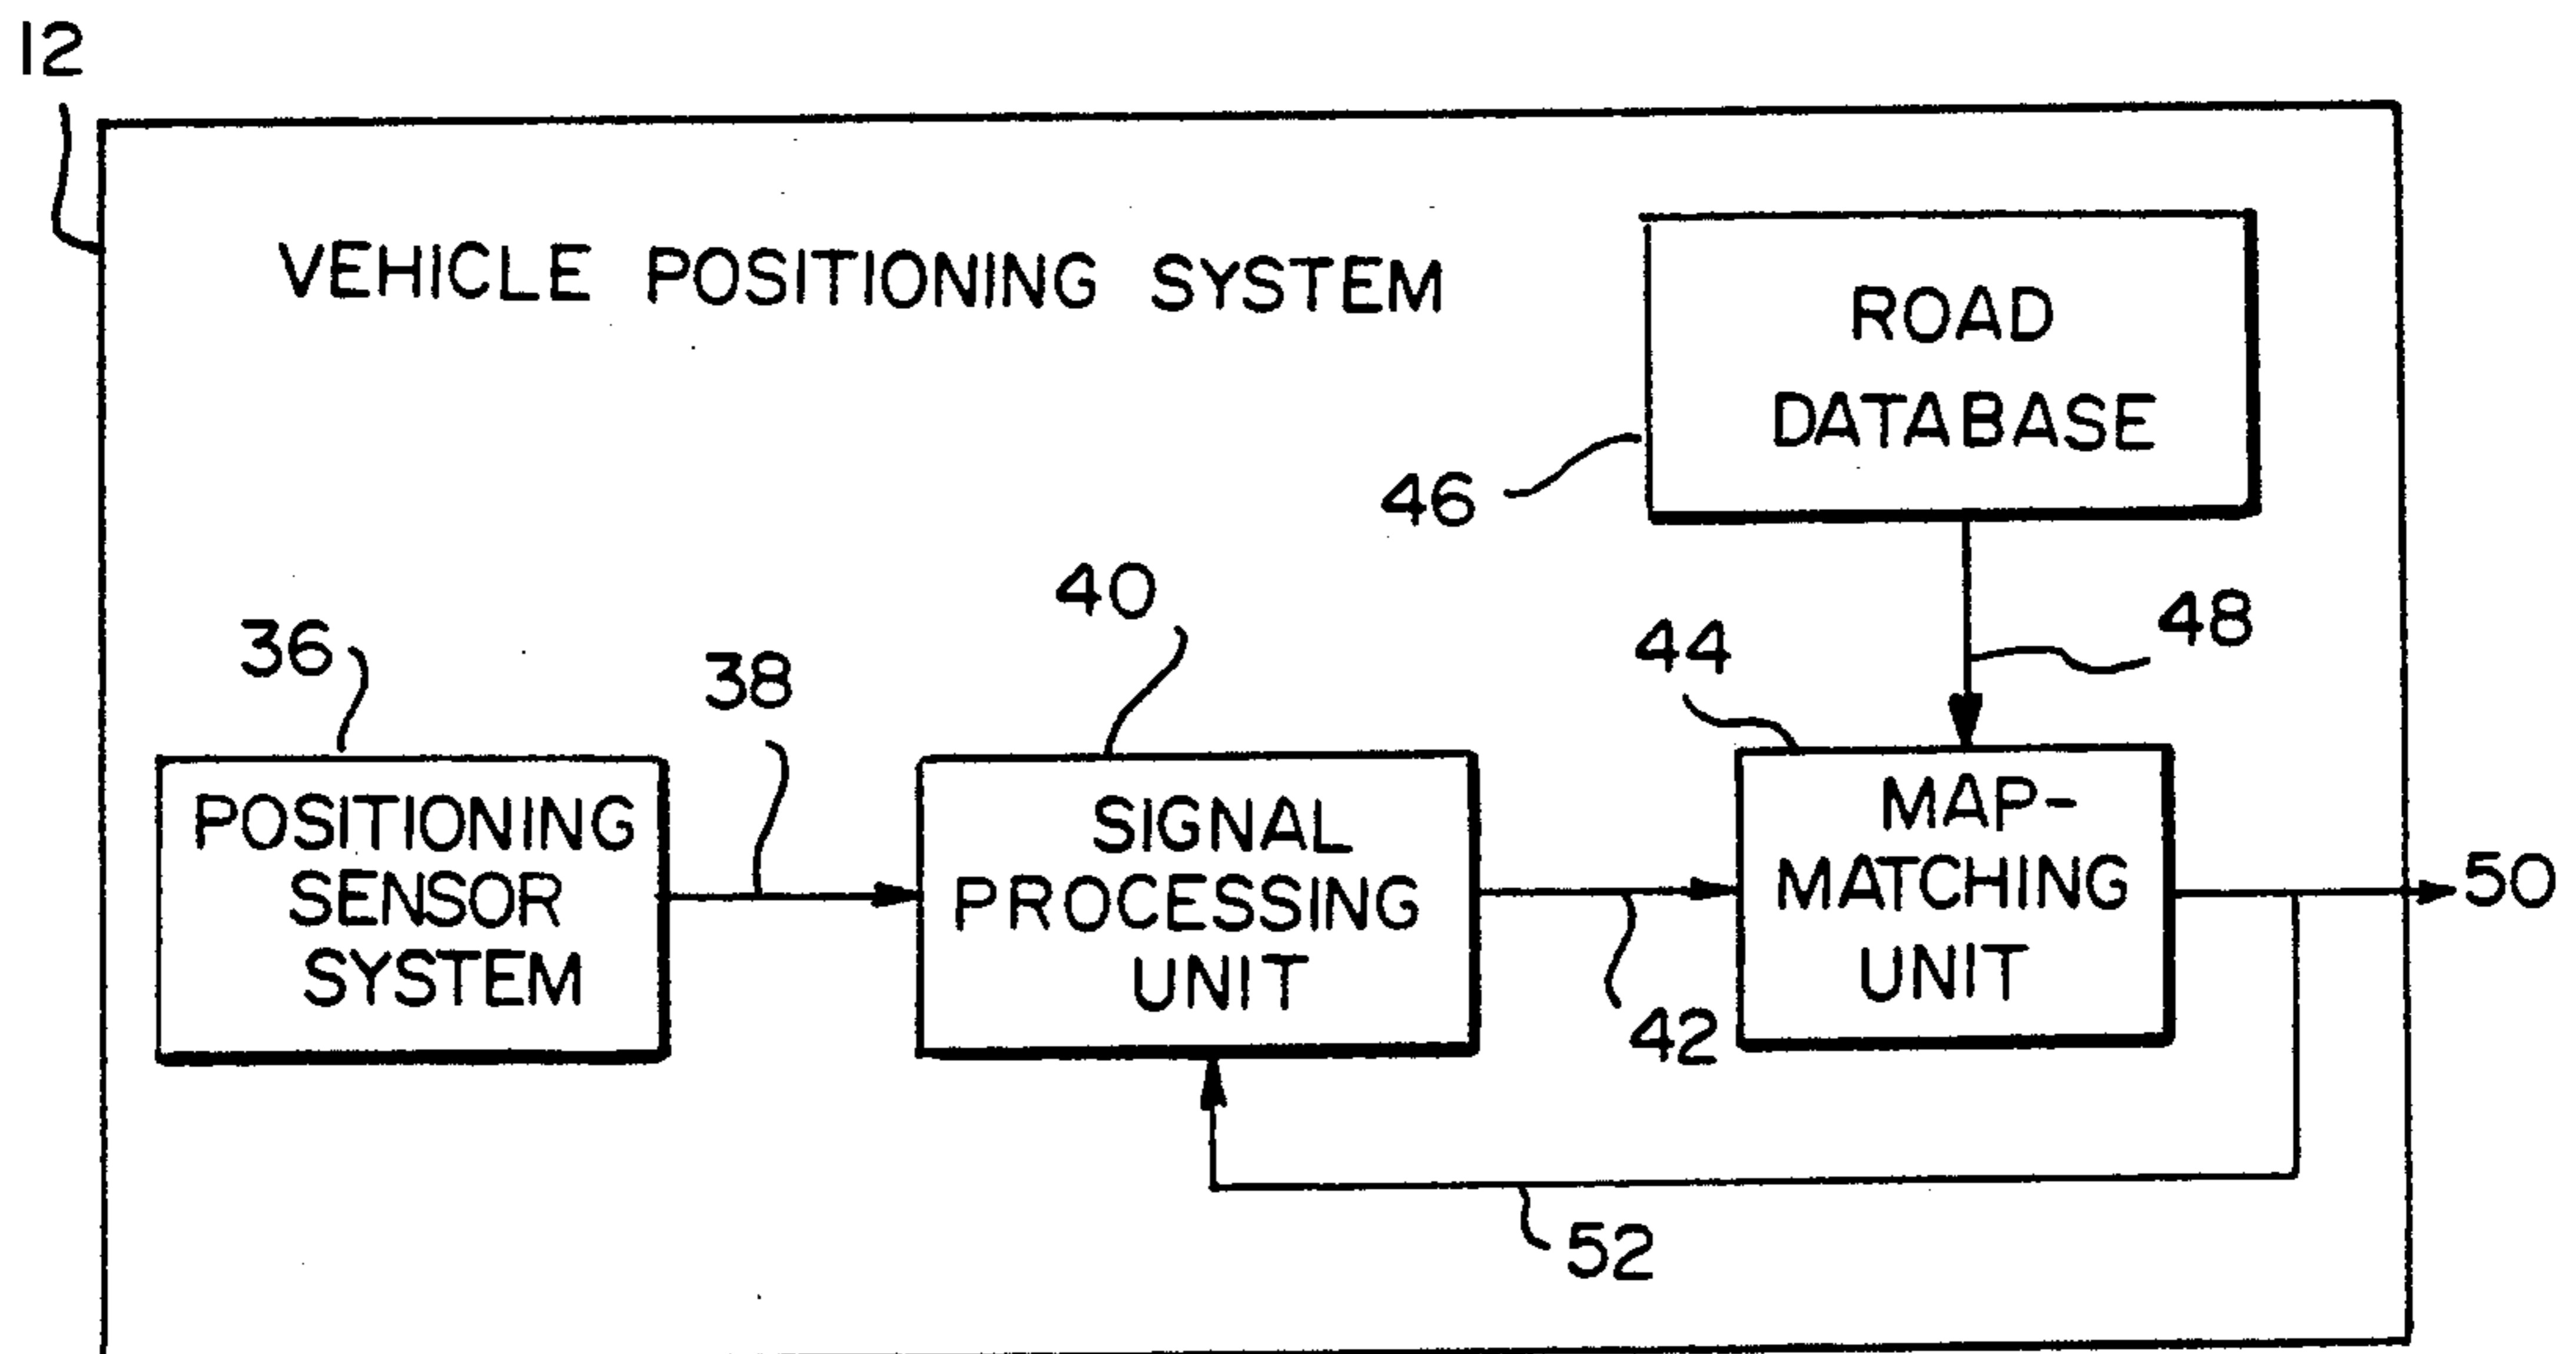 12
VEHICLE POSITIONING SYSTEM
ROAD
DATABASE
46
40
48
44
36
38
POSITIONING
SENSOR
SYSTEM
SIGNAL
PROCESSING
UNIT
MAP-
MATCHING
UNIT
50
42
52